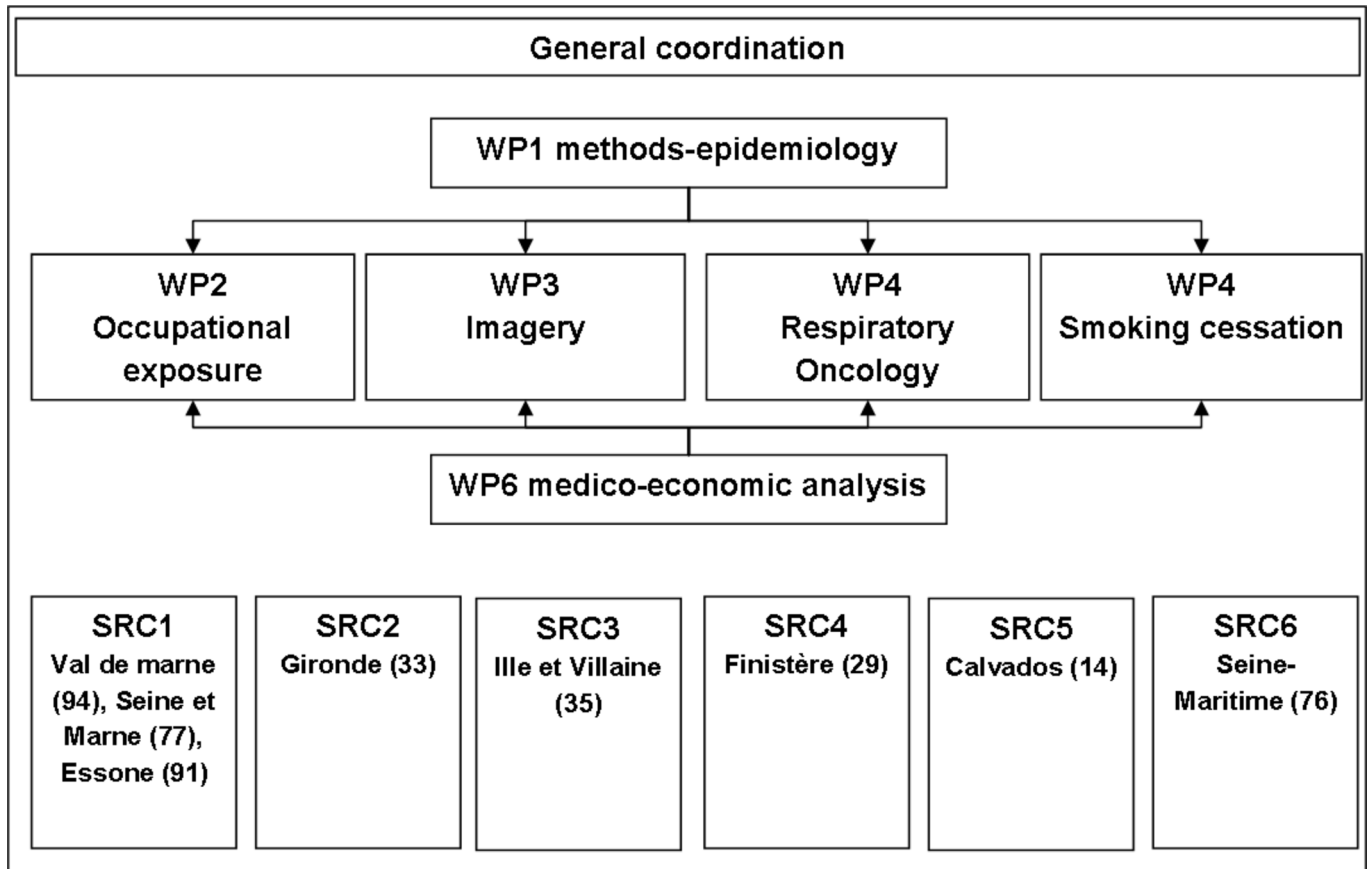 General coordination
WP1 methods-epidemiology
WP2
Occupational
exposure
WP3
Imagery
WP4
Respiratory
Oncology
WP4
Smoking cessation
WP6 medico-economic analysis
SRC1
Val de marne
(94), Seine et
Marne (77),
Essone (91)
SRC2
Gironde (33)
SRC3
Ille et Villaine
(35)
SRC4
Finistère (29)
SRC5
Calvados (14)
SRC6
Seine-
Maritime (76)